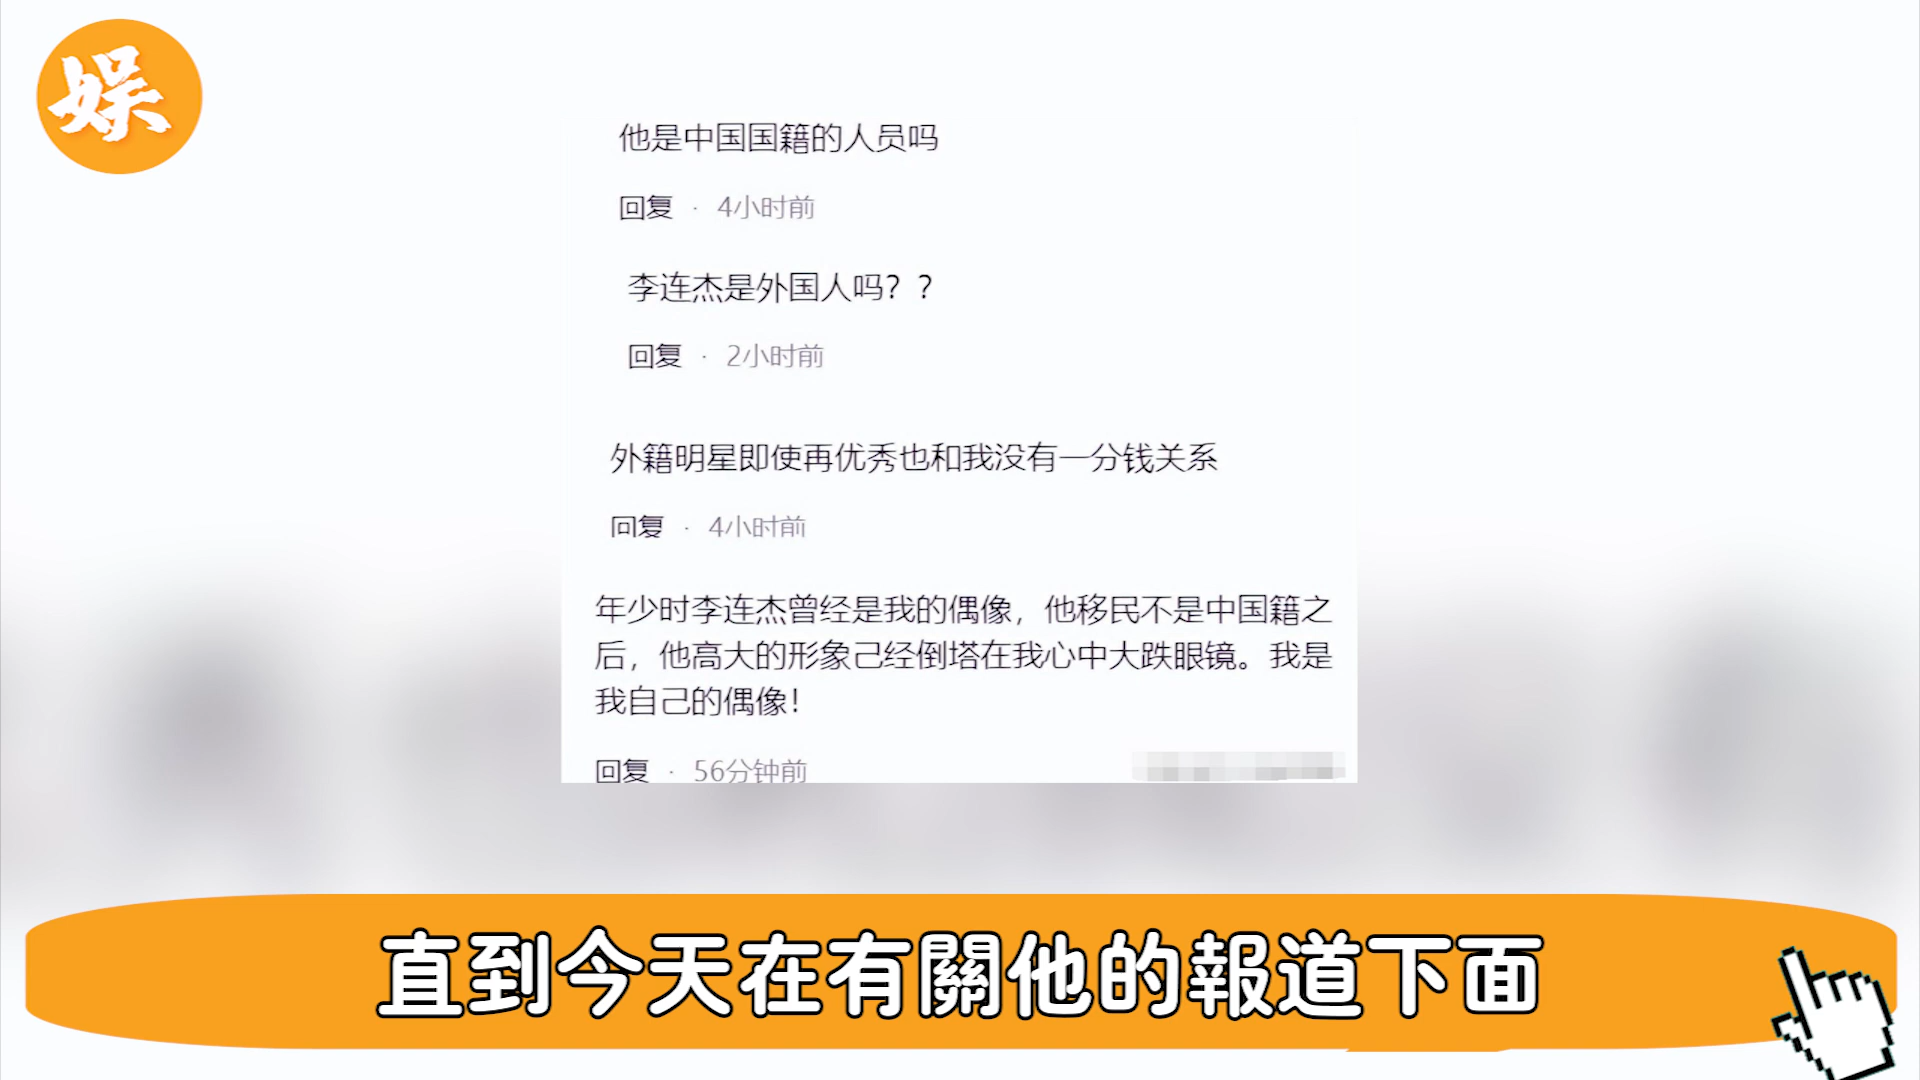 娱
他是中国国籍的人员吗
回复 · 4小时前
李连杰是外国人吗？？
回复 · 2小时前
外籍明星即使再优秀也和我没有一分钱关系
回复 · 4小时前
年少时李连杰曾经是我的偶像，他移民不是中国籍之
后，他高大的形象己经倒塔在我心中大跌眼镜。我是
我自己的偶像！
回复 · 56分钟前
直到今天在有關他的報道下面